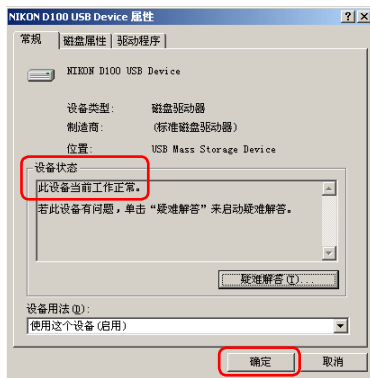 NIKON D100 USB Device 属性
常规 磁盘属性 驱动程序
NIKON D100 USB Device
设备类型: 磁盘驱动器
制造商: (标准磁盘驱动器)
位置: USB Mass Storage Device
设备状态
此设备当前工作正常。
若此设备有问题，单击“疑难解答”来启动疑难解答。
疑难解答(T)...
设备用法(D):
使用这个设备(启用)
确定 取消